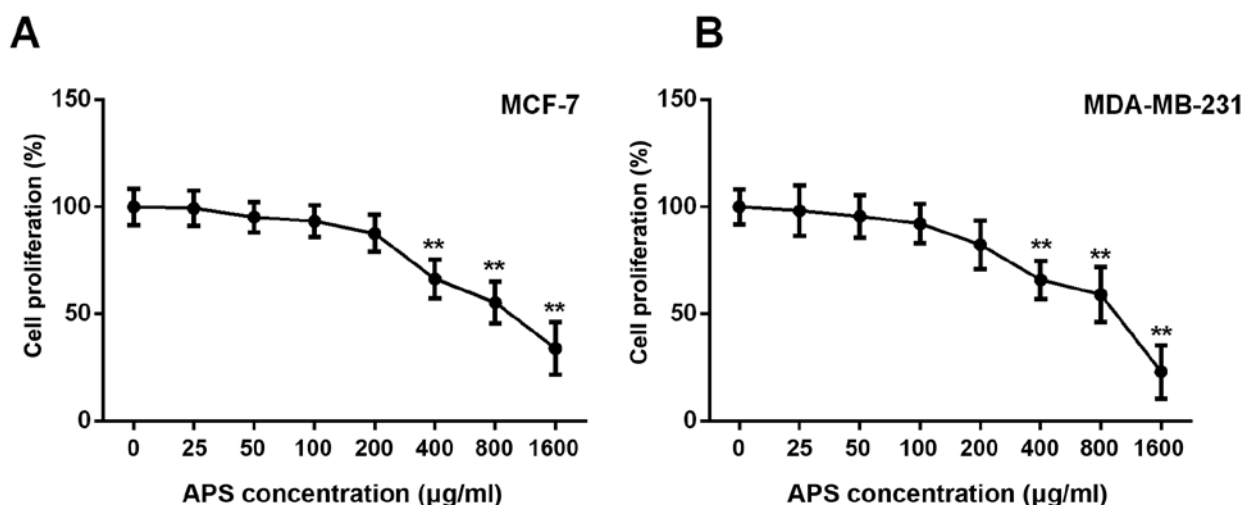 A
MCF-7
Cell proliferation (%)
150
100
50
0
**
**
**
0 25 50 100 200 400 800 1600
APS concentration (µg/ml)
B
MDA-MB-231
Cell proliferation (%)
150
100
50
0
**
**
**
0 25 50 100 200 400 800 1600
APS concentration (µg/ml)